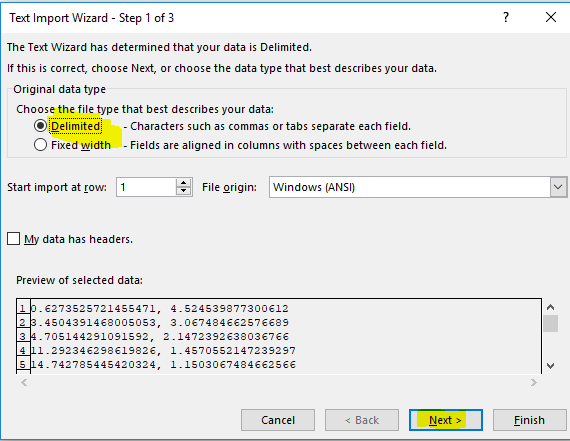 Text Import Wizard - Step 1 of 3
The Text Wizard has determined that your data is Delimited.
If this is correct, choose Next, or choose the data type that best describes your data.
Original data type
Choose the file type that best describes your data:
Delimited - Characters such as commas or tabs separate each field.
Fixed width - Fields are aligned in columns with spaces between each field.
Start import at row: 1 File origin: Windows (ANSI)
My data has headers.
Preview of selected data:
1 0.6273525721455471, 4.524539877300612
2 3.4504391468005053, 3.067484662576689
3 4.705144291091592, 2.1472392638036766
4 11.292346298619826, 1.4570552147239297
5 14.742785445420324, 1.1503067484662566
Cancel < Back Next > Finish